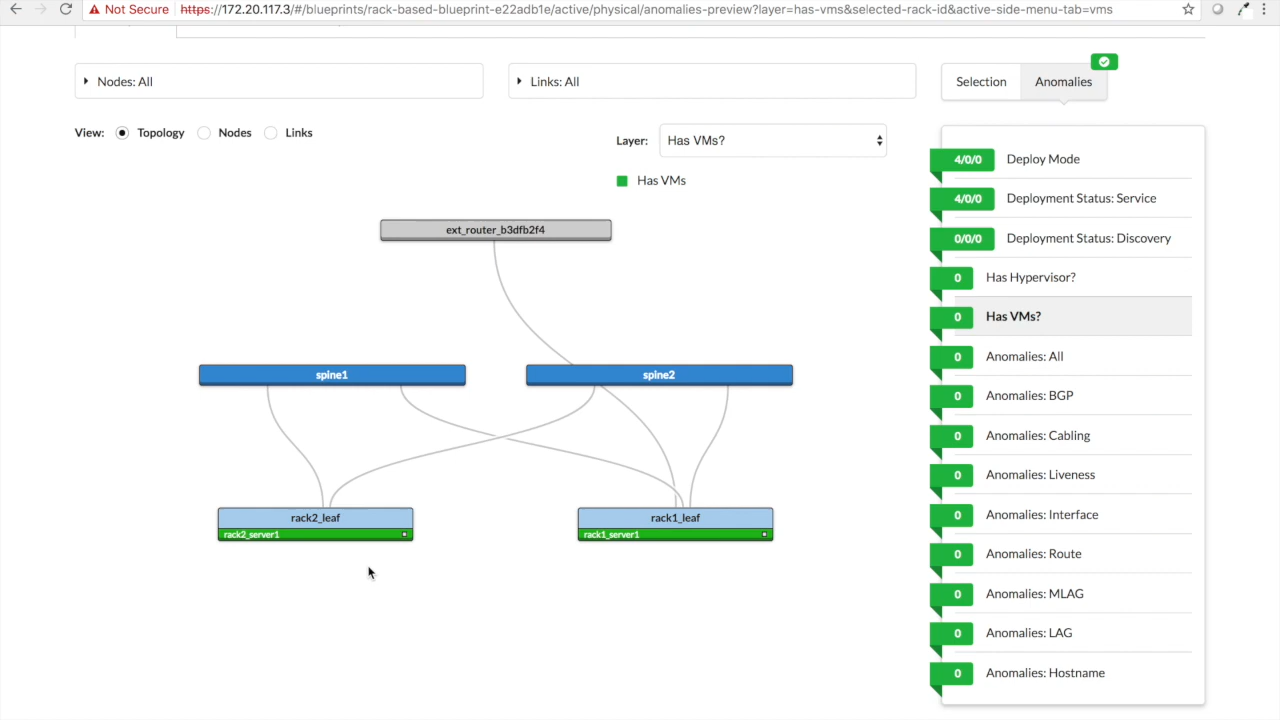 Not Secure https://172.20.117.3/#/blueprints/rack-based-blueprint-e22adb1e/active/physical/anomalies-preview?layer=has-vms&selected-rack-id&active-side-menu-tab=vms
Nodes: All
Links: All
Selection
Anomalies
View:
Topology
Nodes
Links
Layer:
Has VMs?
Has VMs
ext_router_b3dfb2f4
spine1
spine2
rack2_leaf
rack2_server1
rack1_leaf
rack1_server1
4/0/0 Deploy Mode
4/0/0 Deployment Status: Service
0/0/0 Deployment Status: Discovery
0 Has Hypervisor?
0 Has VMs?
0 Anomalies: All
0 Anomalies: BGP
0 Anomalies: Cabling
0 Anomalies: Liveness
0 Anomalies: Interface
0 Anomalies: Route
0 Anomalies: MLAG
0 Anomalies: LAG
0 Anomalies: Hostname